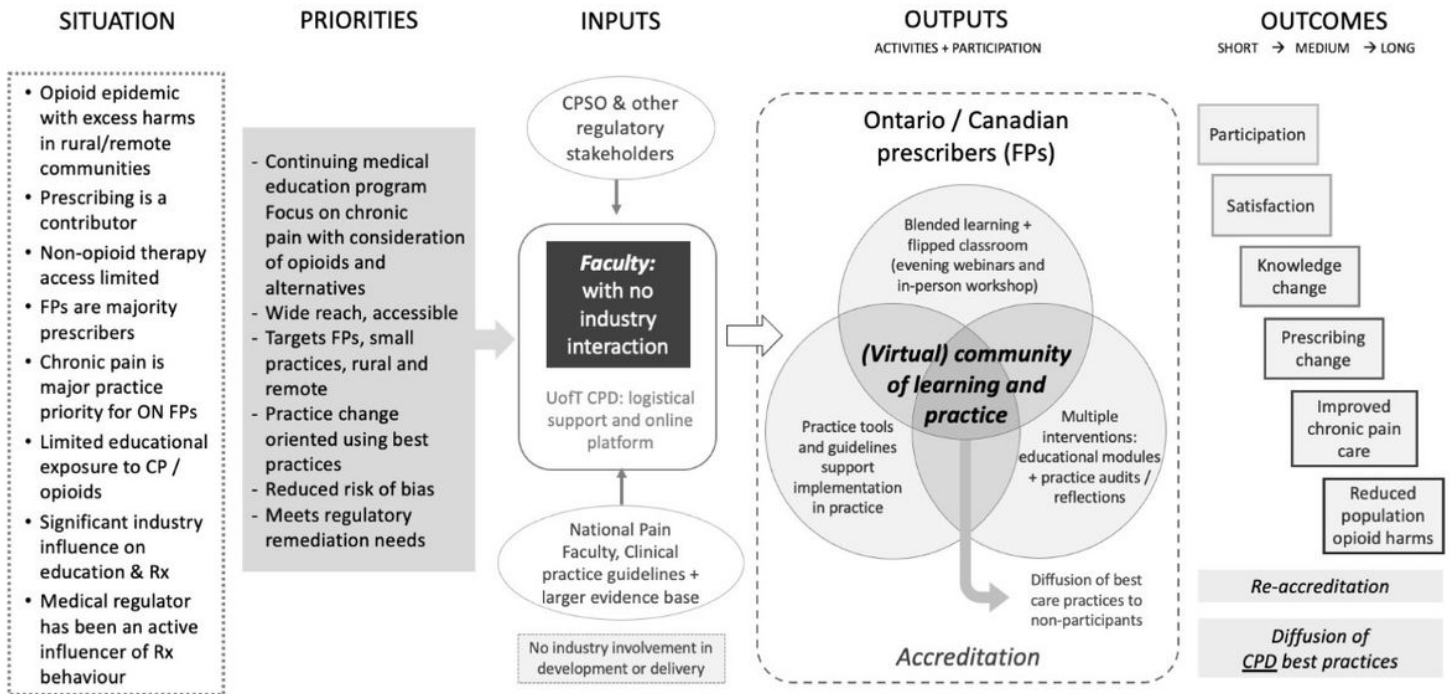 SITUATION
• Opioid epidemic
with excess harms
in rural/remote
communities
• Prescribing is a
contributor
• Non-opioid therapy
access limited
• FPs are majority
prescribers
• Chronic pain is
major practice
priority for ON FPs
• Limited educational
exposure to CP /
opioids
• Significant industry
influence on
education & Rx
• Medical regulator
has been an active
influencer of Rx
behaviour
PRIORITIES
- Continuing medical
education program
Focus on chronic
pain with consideration
of opioids and
alternatives
- Wide reach, accessible
- Targets FPs, small
practices, rural and
remote
- Practice change
oriented using best
practices
- Reduced risk of bias
- Meets regulatory
remediation needs
INPUTS
CPSO & other
regulatory
stakeholders
Faculty:
with no
industry
interaction
UofT CPD: logistical
support and online
platform
National Pain
Faculty, Clinical
practice guidelines +
larger evidence base
No industry involvement in
development or delivery
OUTPUTS
ACTIVITIES + PARTICIPATION
Ontario / Canadian
prescribers (FPs)
Blended learning +
flipped classroom
(evening webinars and
in-person workshop)
(Virtual) community
of learning and
practice
Practice tools
and guidelines
support
implementation
in practice
Multiple
interventions:
educational modules
+ practice audits /
reflections
Diffusion of best
care practices to
non-participants
Accreditation
OUTCOMES
SHORT → MEDIUM → LONG
Participation
Satisfaction
Knowledge
change
Prescribing
change
Improved
chronic pain
care
Reduced
population
opioid harms
Re-accreditation
Diffusion of
CPD best practices